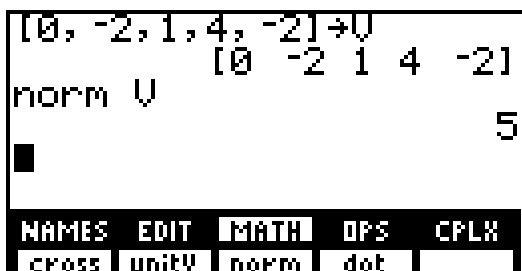 [0, -2,1,4, -2]→V
[0 -2 1 4 -2]
norm V
5
NAMES EDIT MATH OPS CPLX
cross unitV norm dot